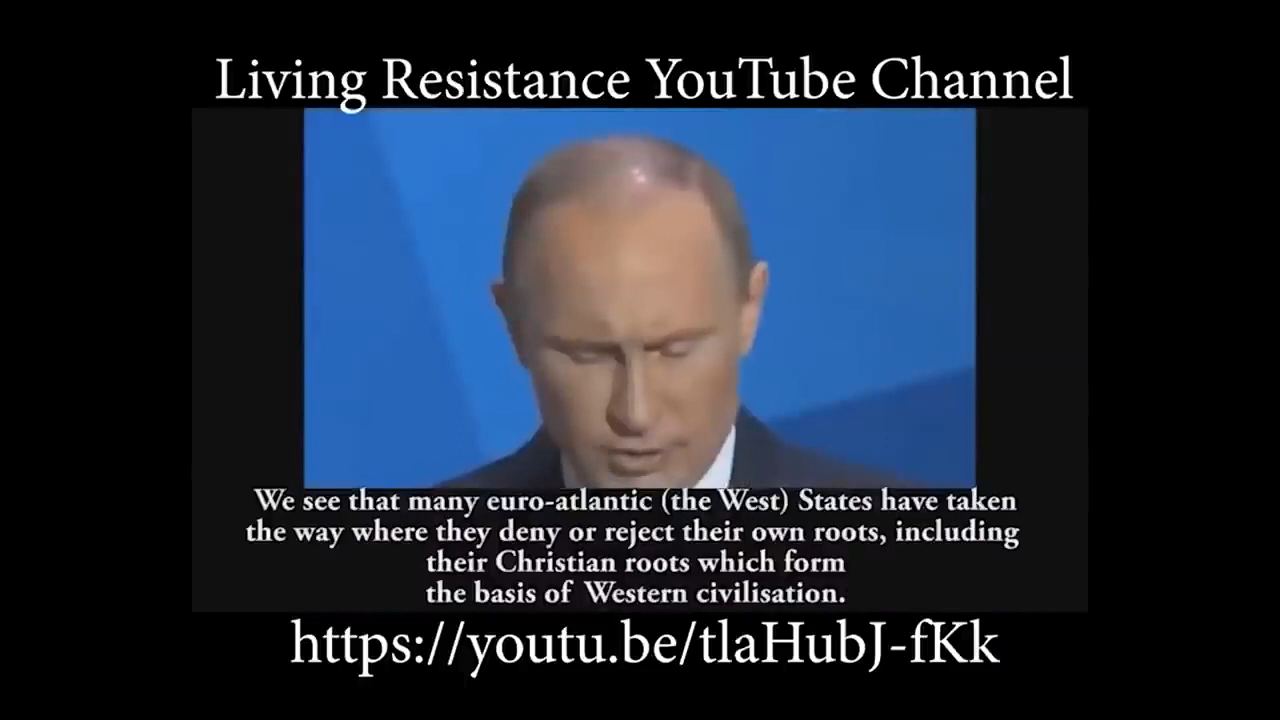 Living Resistance YouTube Channel
We see that many euro-atlantic (the West) States have taken
the way where they deny or reject their own roots, including
their Christian roots which form
the basis of Western civilisation.
https://youtu.be/tlaHubJ-fKk